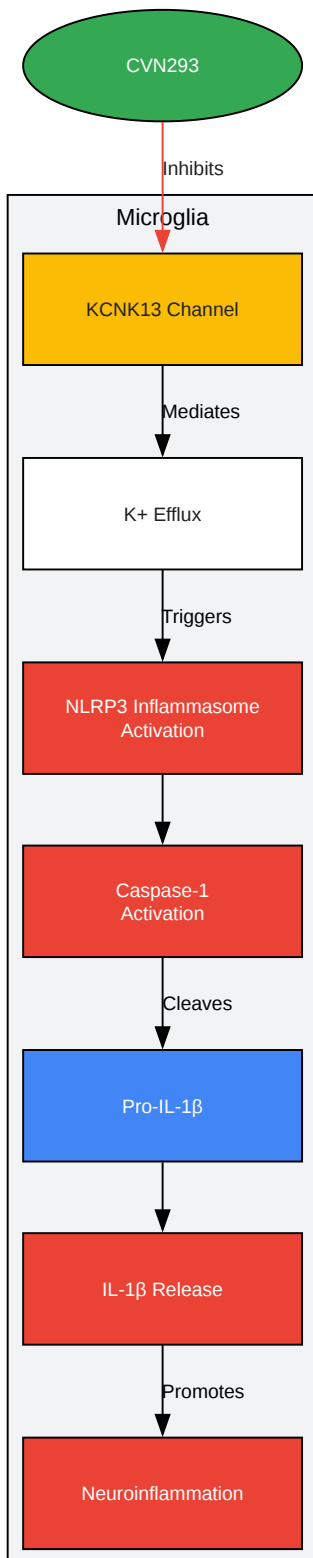 CVN293
Inhibits
Microglia
KCNK13 Channel
Mediates
K+ Efflux
Triggers
NLRP3 Inflammasome
Activation
Caspase-1
Activation
Cleaves
Pro-IL-1β
IL-1β Release
Promotes
Neuroinflammation